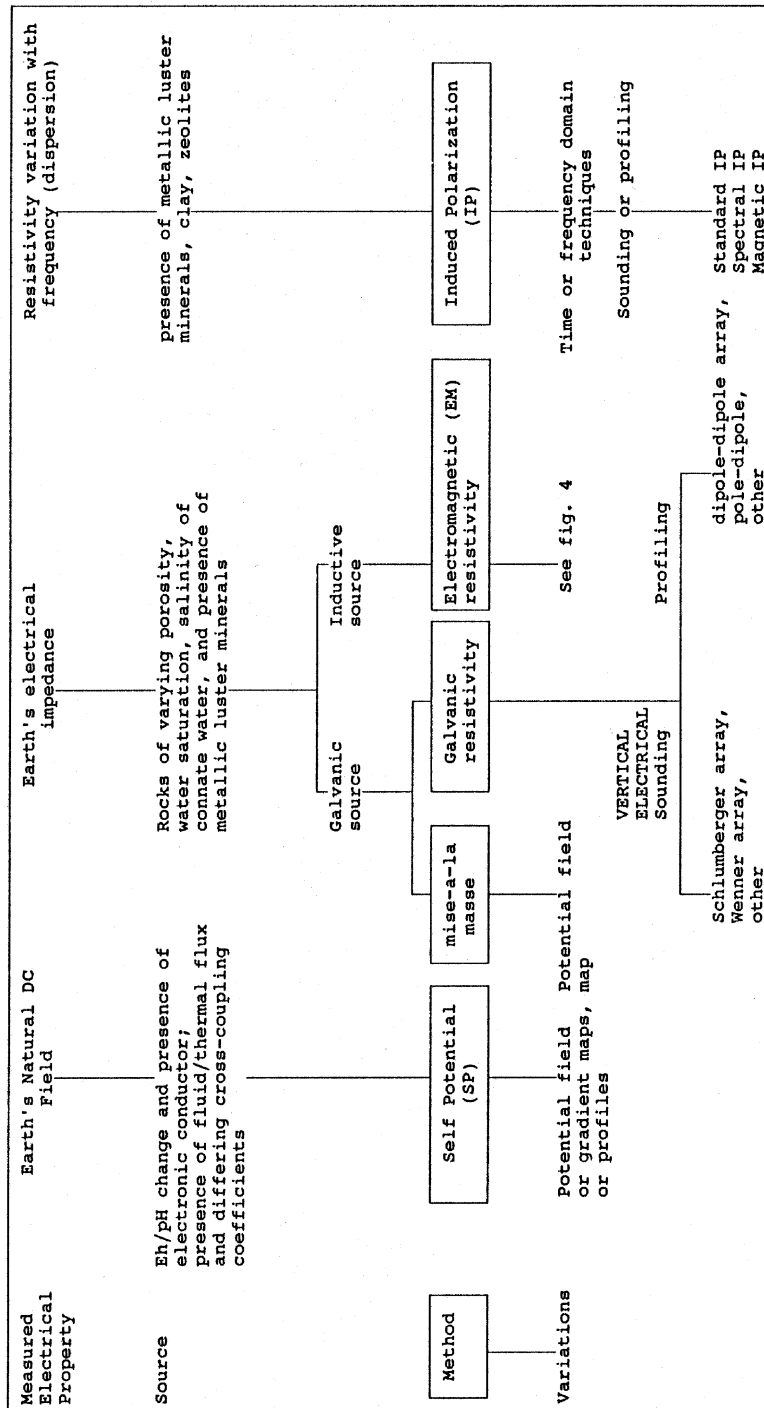 Measured
Electrical
Property
Earth's Natural DC
Field
Earth's electrical
impedance
Resistivity variation with
frequency (dispersion)
Source
Eh/pH change and presence of
electronic conductor;
presence of fluid/thermal flux
and differing cross-coupling
coefficients
Rocks of varying porosity,
water saturation, salinity of
connate water, and presence of
metallic luster minerals
presence of metallic luster
minerals, clay, zeolites
Galvanic
source
Inductive
source
Method
Self Potential
(SP)
mise-a-la
masse
Galvanic
resistivity
Electromagnetic (EM)
resistivity
Induced Polarization
(IP)
Variations
Potential field
or gradient maps,
or profiles
Potential field
map
See fig. 4
Time or frequency domain
techniques
Sounding or profiling
VERTICAL
ELECTRICAL
Sounding
Profiling
Schlumberger array,
Wenner array,
other
dipole-dipole array,
pole-dipole,
other
Standard IP
Spectral IP
Magnetic IP